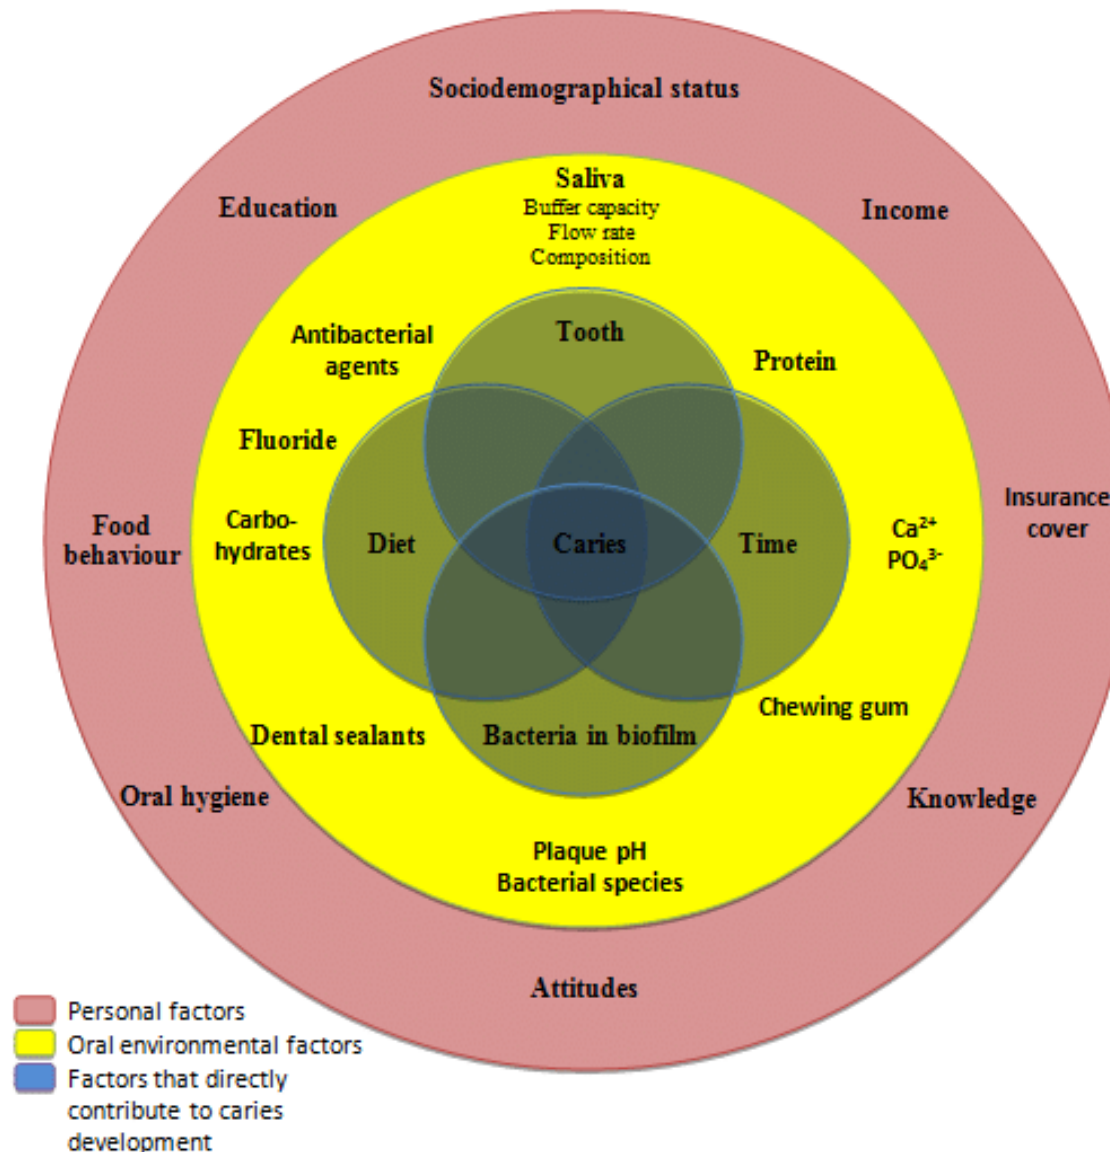 Sociodemographical status
Saliva
Buffer capacity
Flow rate
Composition
Education
Income
Antibacterial
agents
Tooth
Protein
Fluoride
Carbo-
hydrates
Food
behaviour
Diet
Caries
Time
Ca²⁺
PO₄³⁻
Insurance
cover
Chewing gum
Dental sealants
Bacteria in biofilm
Oral hygiene
Knowledge
Plaque pH
Bacterial species
Attitudes
Personal factors
Oral environmental factors
Factors that directly
contribute to caries
development